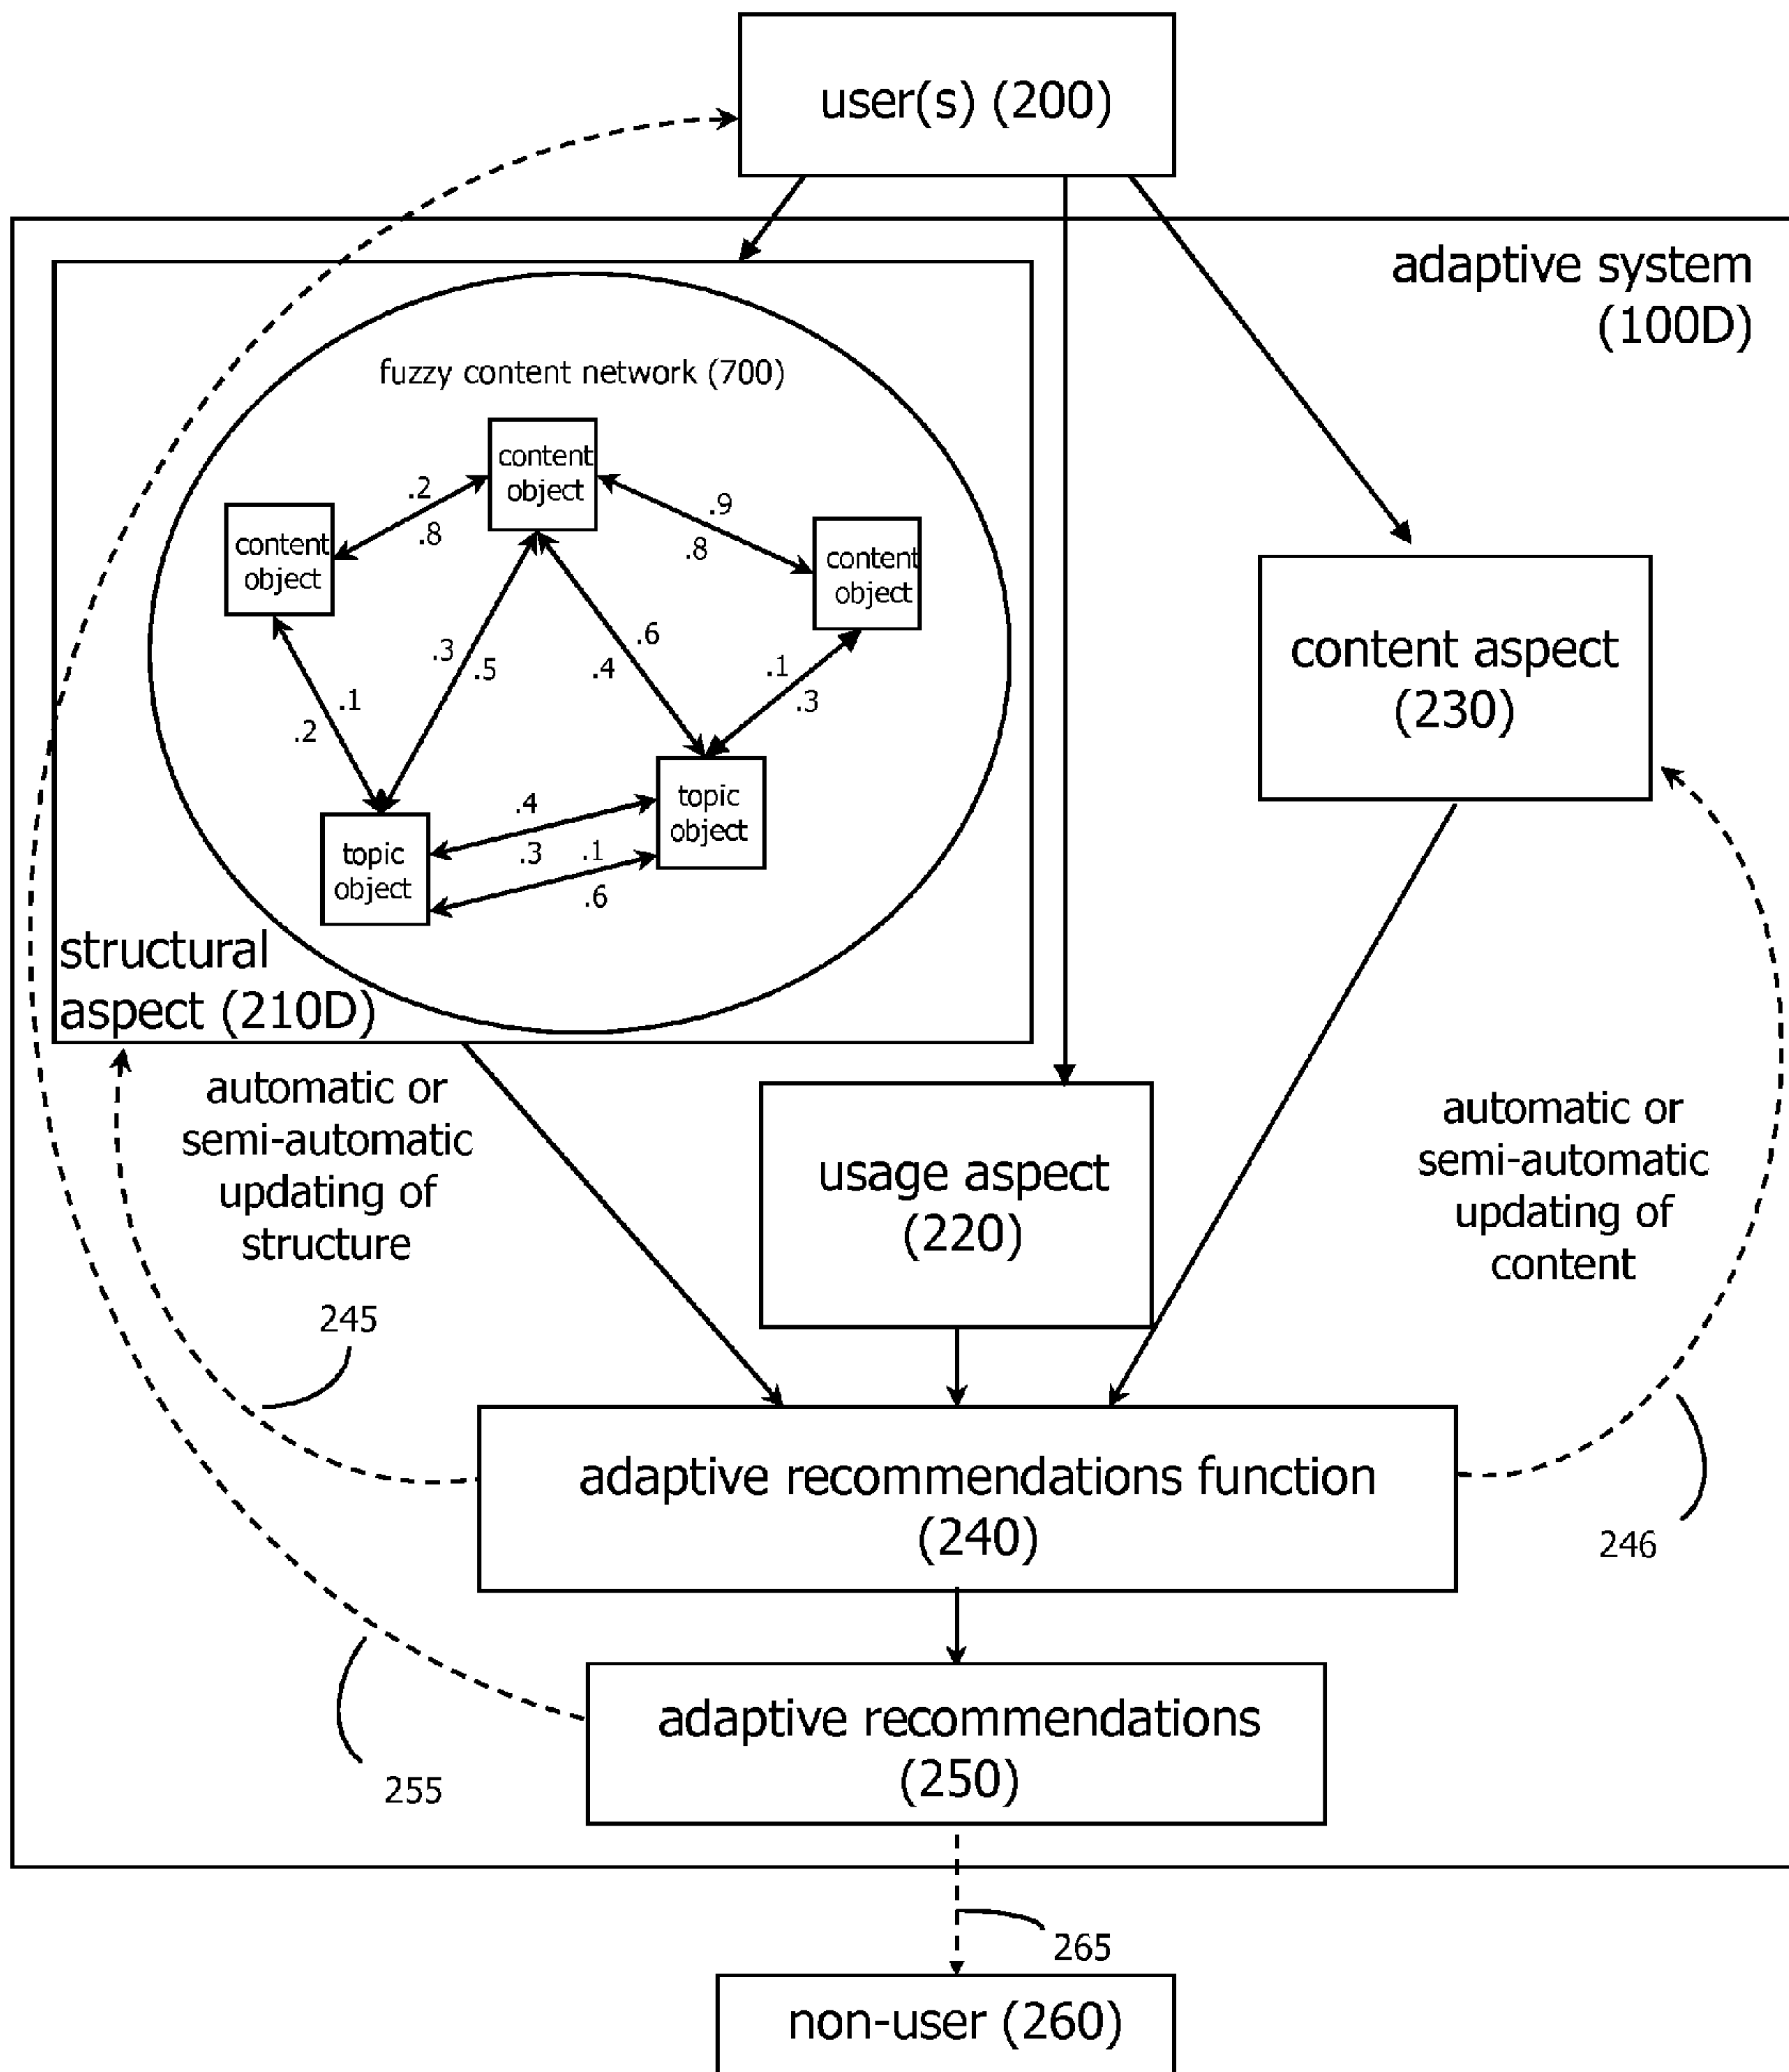 user(s) (200)
adaptive system
(100D)
fuzzy content network (700)
content
object
.2
.8
.9
.8
content
object
content
object
.3
.5
.6
.4
.1
.3
.1
.2
topic
object
.4
.3
.1
.6
topic
object
structural
aspect (210D)
content aspect
(230)
automatic or
semi-automatic
updating of
structure
245
usage aspect
(220)
automatic or
semi-automatic
updating of
content
246
adaptive recommendations function
(240)
adaptive recommendations
(250)
255
265
non-user (260)